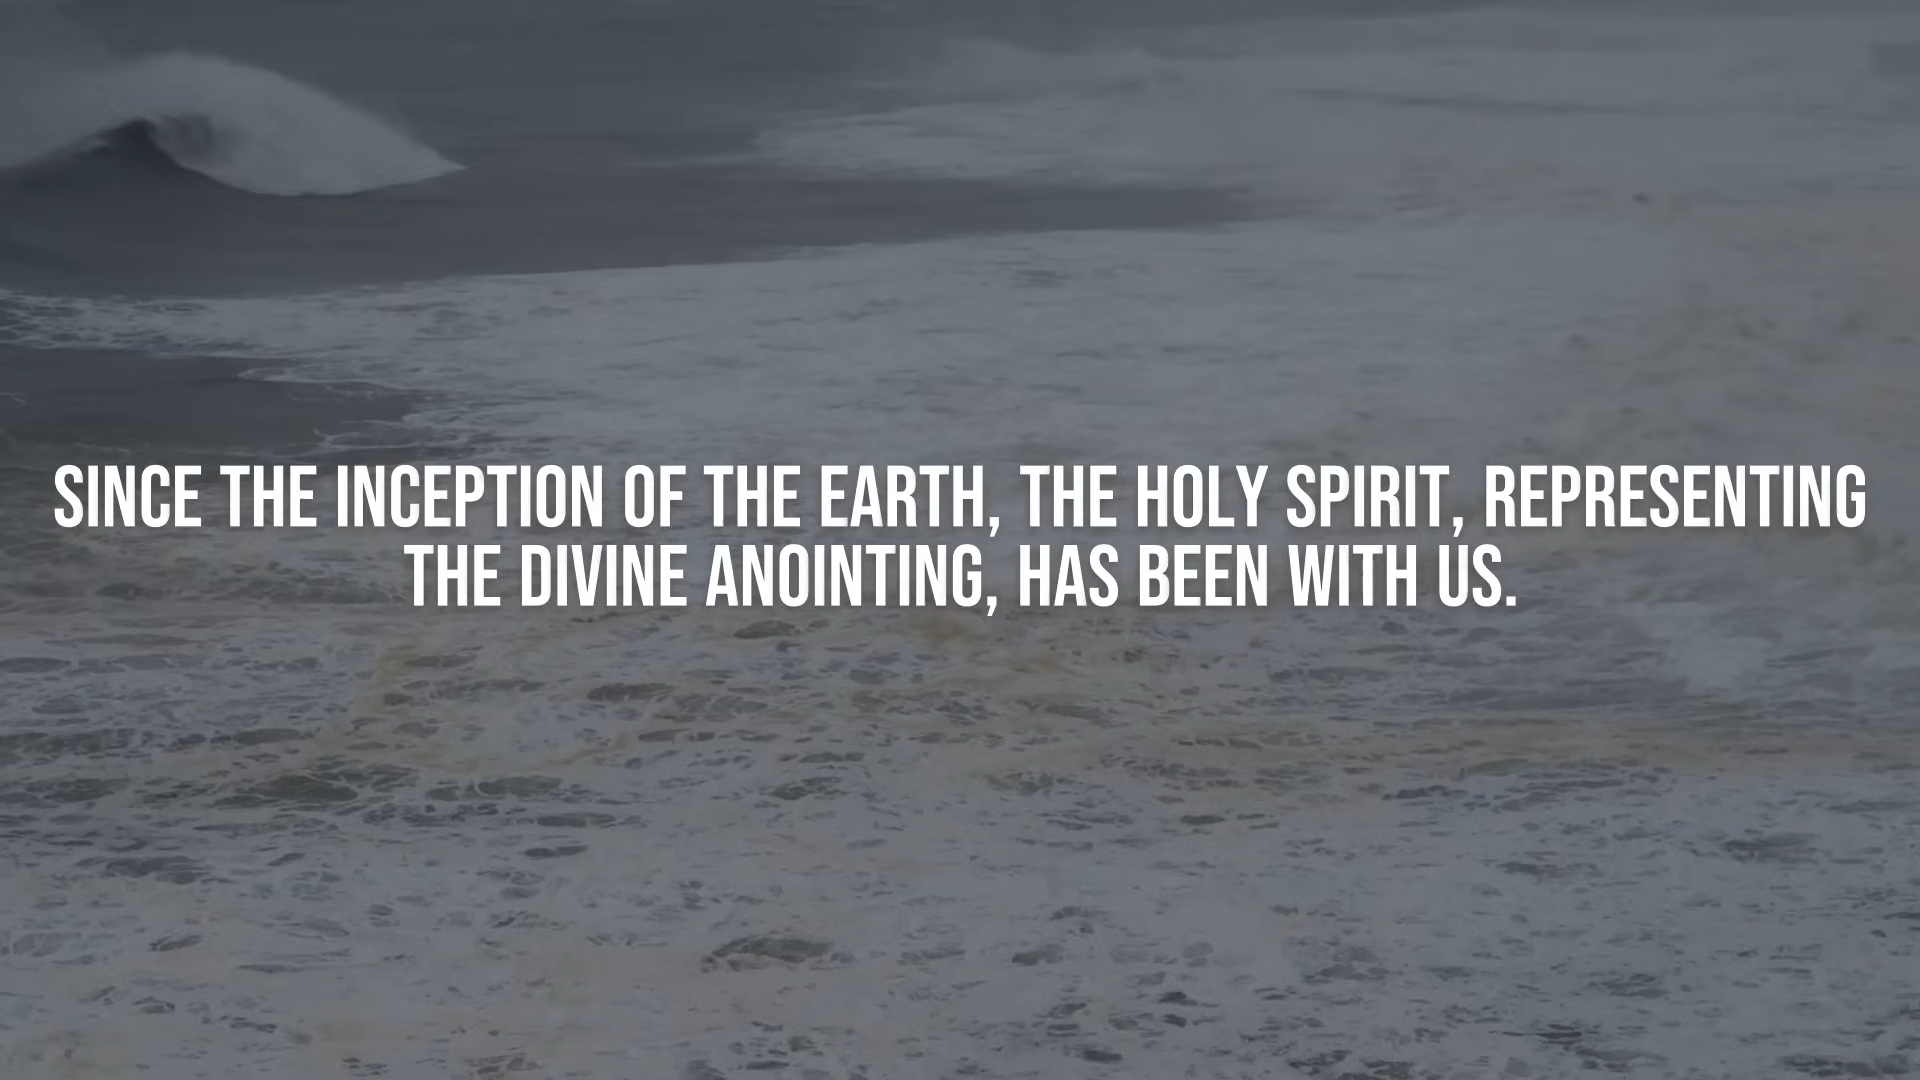 SINCE THE INCEPTION OF THE EARTH, THE HOLY SPIRIT, REPRESENTING
THE DIVINE ANOINTING, HAS BEEN WITH US.